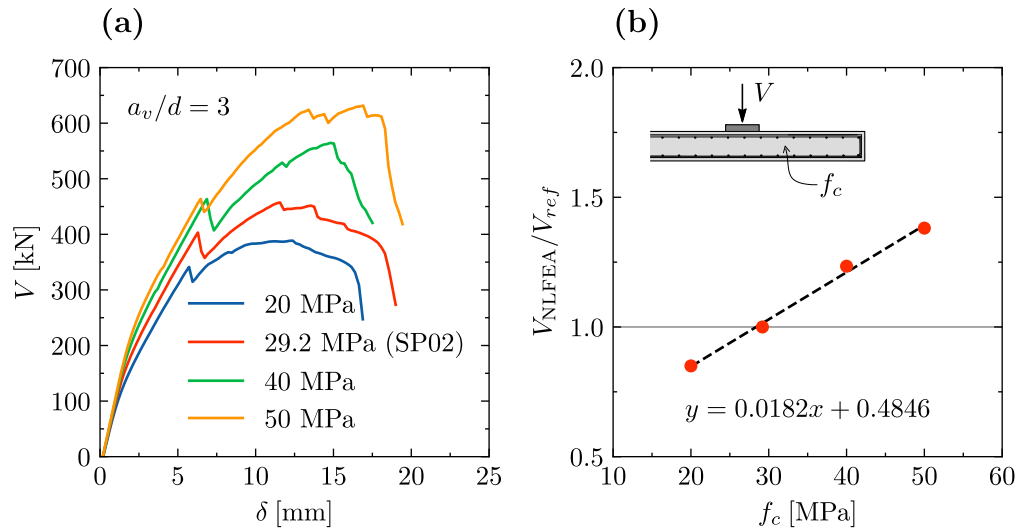 (a)
700
600
500
400
300
200
100
0
V [kN]
a_v/d = 3
20 MPa
29.2 MPa (SP02)
40 MPa
50 MPa
0 5 10 15 20 25
δ [mm]
(b)
2.0
1.5
1.0
0.5
V_NLFEA/V_ref
V
f_c
y = 0.0182x + 0.4846
10 20 30 40 50 60
f_c [MPa]